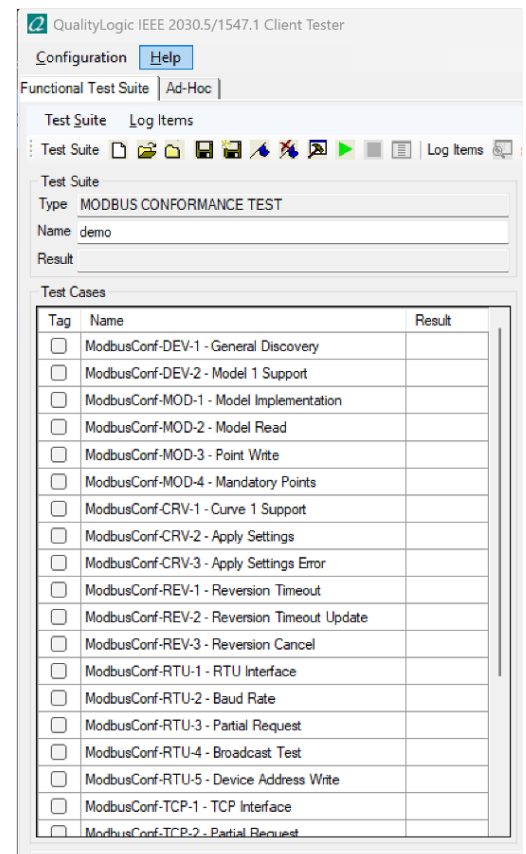 QualityLogic IEEE 2030.5/1547.1 Client Tester
Configuration Help
Functional Test Suite Ad-Hoc
Test Suite Log Items
Test Suite Log Items
Test Suite
Type MODBUS CONFORMANCE TEST
Name demo
Result
Test Cases
Tag Name Result
ModbusConf-DEV-1 - General Discovery
ModbusConf-DEV-2 - Model 1 Support
ModbusConf-MOD-1 - Model Implementation
ModbusConf-MOD-2 - Model Read
ModbusConf-MOD-3 - Point Write
ModbusConf-MOD-4 - Mandatory Points
ModbusConf-CRV-1 - Curve 1 Support
ModbusConf-CRV-2 - Apply Settings
ModbusConf-CRV-3 - Apply Settings Error
ModbusConf-REV-1 - Reversion Timeout
ModbusConf-REV-2 - Reversion Timeout Update
ModbusConf-REV-3 - Reversion Cancel
ModbusConf-RTU-1 - RTU Interface
ModbusConf-RTU-2 - Baud Rate
ModbusConf-RTU-3 - Partial Request
ModbusConf-RTU-4 - Broadcast Test
ModbusConf-RTU-5 - Device Address Write
ModbusConf-TCP-1 - TCP Interface
ModbusConf-TCP-2 - Partial Request